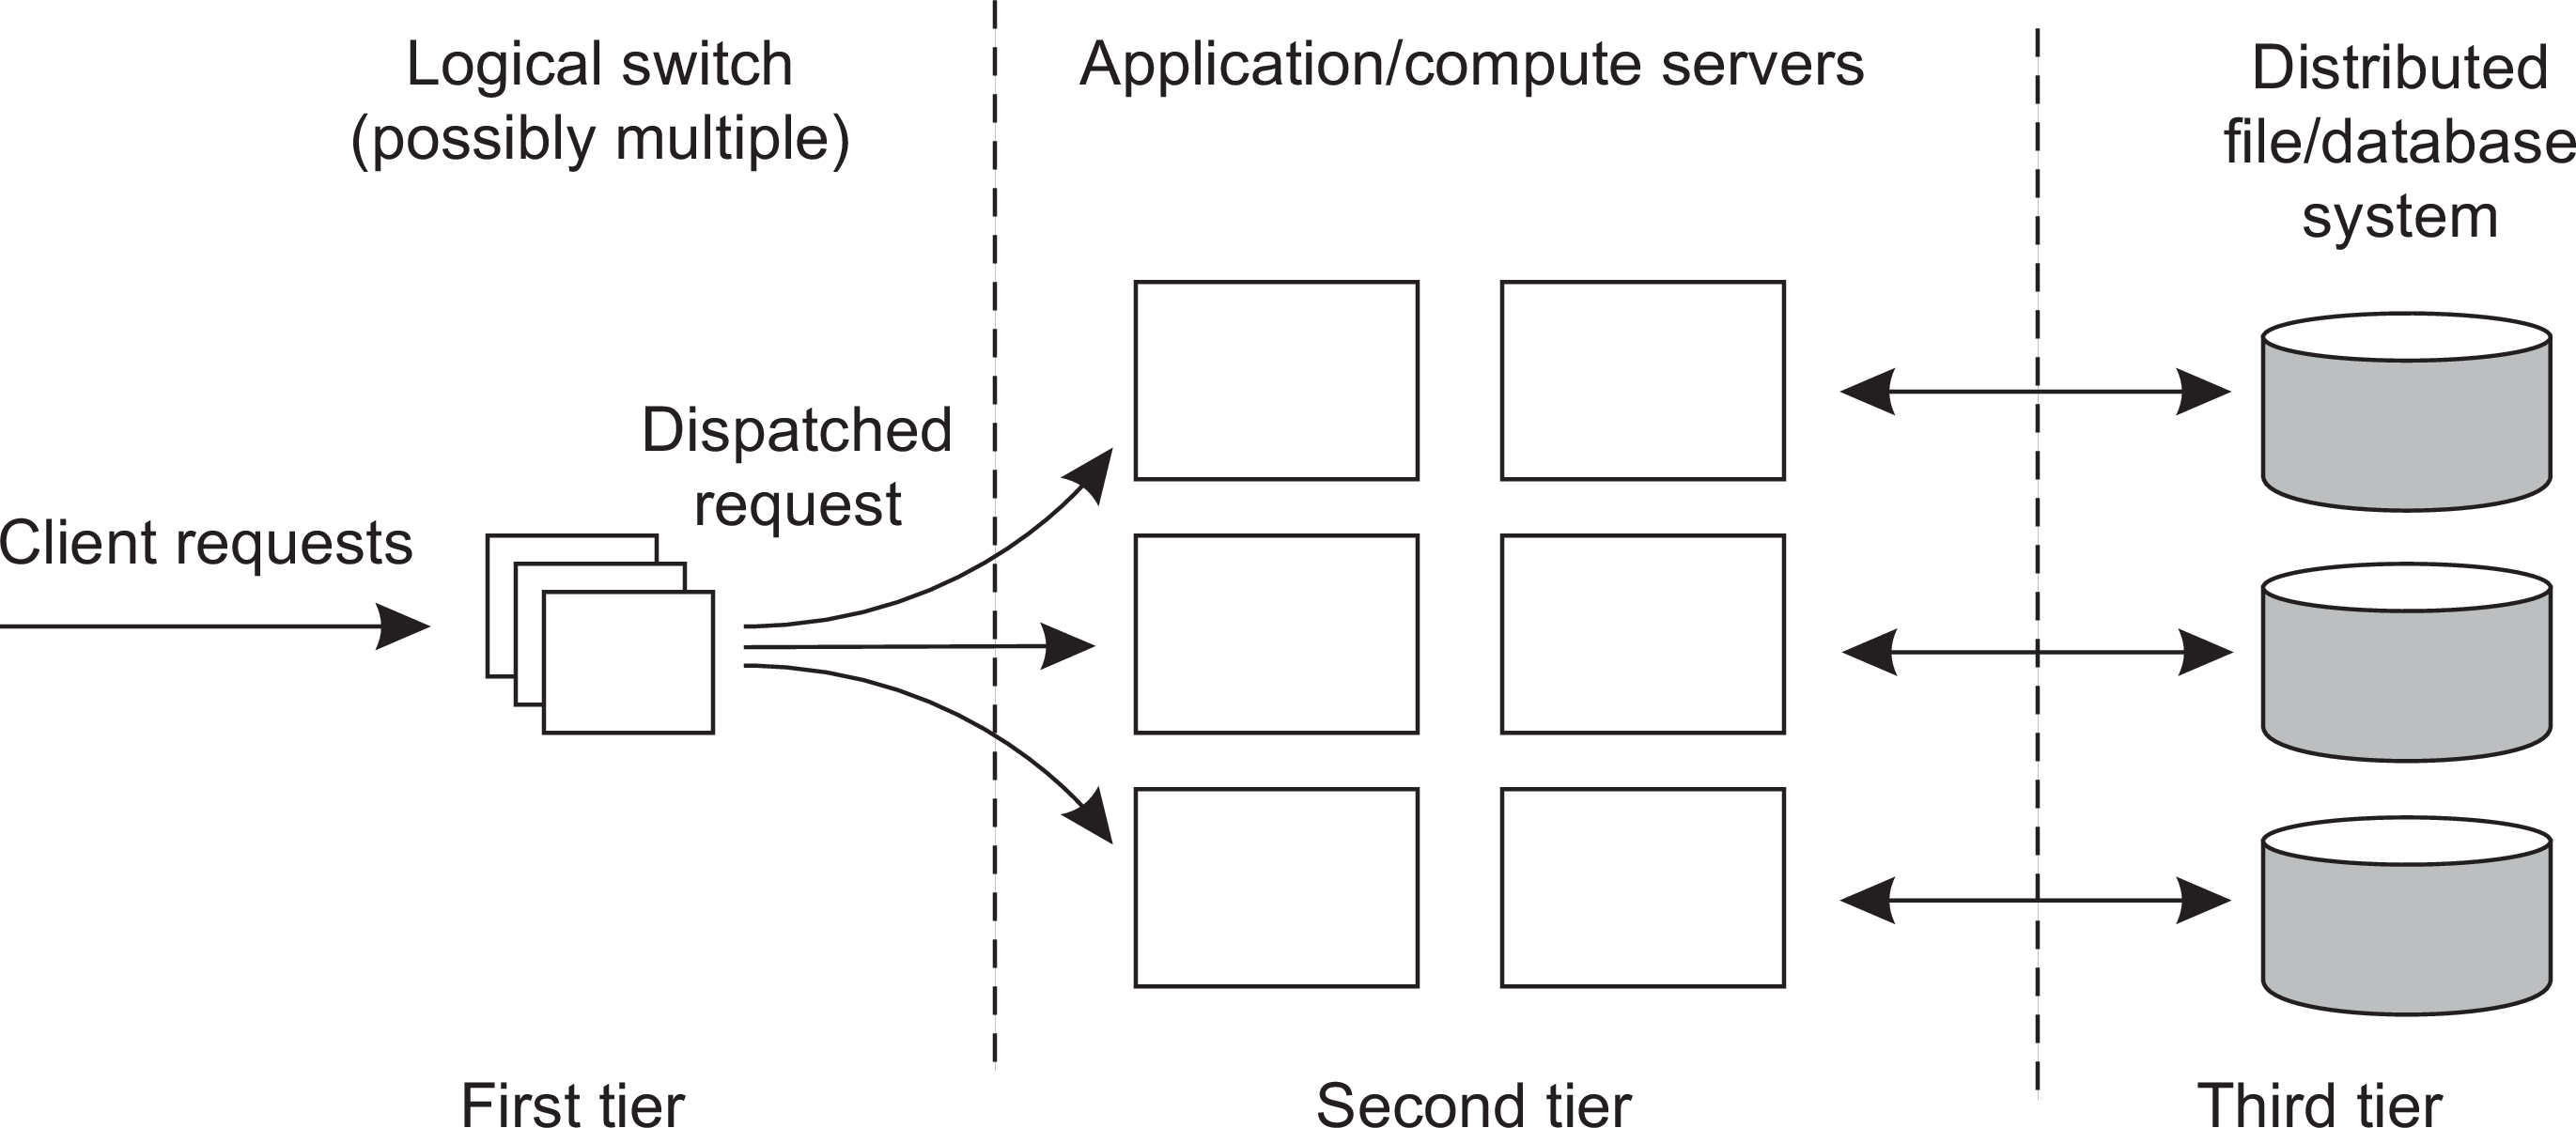 Logical switch
(possibly multiple)
Application/compute servers
Distributed
file/database
system
Dispatched
request
Client requests
First tier
Second tier
Third tier